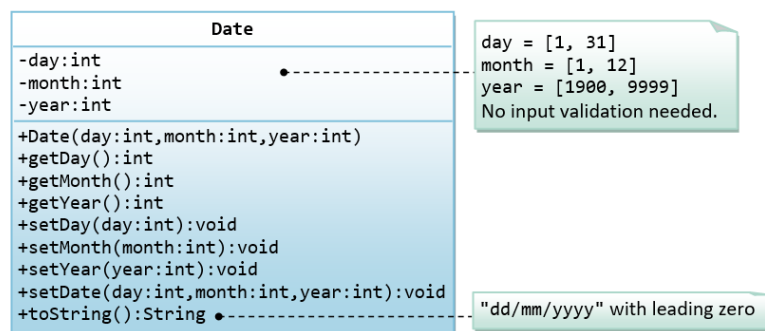 Date
-day:int
-month:int
-year:int
day = [1, 31]
month = [1, 12]
year = [1900, 9999]
No input validation needed.
+Date(day:int,month:int,year:int)
+getDay():int
+getMonth():int
+getYear():int
+setDay(day:int):void
+setMonth(month:int):void
+setYear(year:int):void
+setDate(day:int,month:int,year:int):void
+toString():String
"dd/mm/yyyy" with leading zero